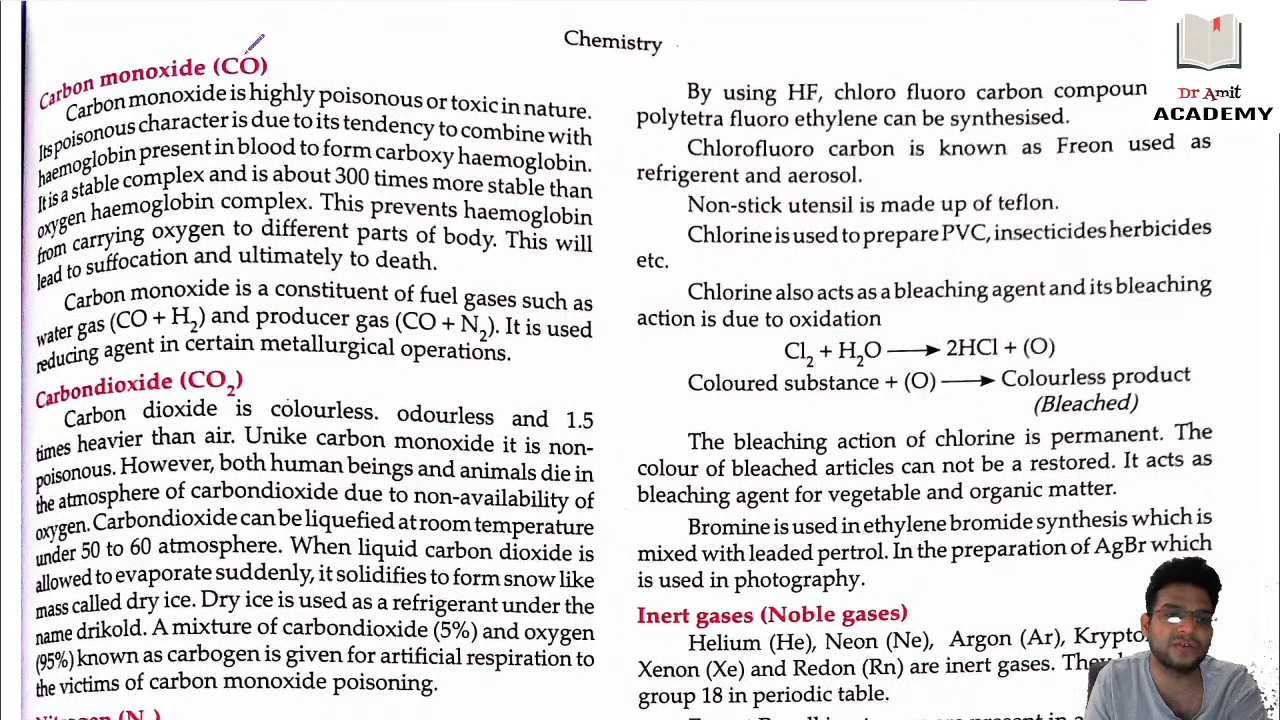 Chemistry
Dr Amit
ACADEMY
Carbon monoxide (CO)
Carbon monoxide is highly poisonous or toxic in nature.
Its poisonous character is due to its tendency to combine with
haemoglobin present in blood to form carboxy haemoglobin.
It is a stable complex and is about 300 times more stable than
oxygen haemoglobin complex. This prevents haemoglobin
from carrying oxygen to different parts of body. This will
lead to suffocation and ultimately to death.
Carbon monoxide is a constituent of fuel gases such as
water gas (CO + H₂) and producer gas (CO + N₂). It is used
reducing agent in certain metallurgical operations.
Carbondioxide (CO₂)
Carbon dioxide is colourless. odourless and 1.5
times heavier than air. Unike carbon monoxide it is non-
poisonous. However, both human beings and animals die in
the atmosphere of carbondioxide due to non-availability of
oxygen. Carbondioxide can be liquefied at room temperature
under 50 to 60 atmosphere. When liquid carbon dioxide is
allowed to evaporate suddenly, it solidifies to form snow like
mass called dry ice. Dry ice is used as a refrigerant under the
name drikold. A mixture of carbondioxide (5%) and oxygen
(95%) known as carbogen is given for artificial respiration to
the victims of carbon monoxide poisoning.
By using HF, chloro fluoro carbon compoun
polytetra fluoro ethylene can be synthesised.
Chlorofluoro carbon is known as Freon used as
refrigerent and aerosol.
Non-stick utensil is made up of teflon.
Chlorine is used to prepare PVC, insecticides herbicides
etc.
Chlorine also acts as a bleaching agent and its bleaching
action is due to oxidation
Cl₂ + H₂O ⟶ 2HCl + (O)
Coloured substance + (O) ⟶ Colourless product
(Bleached)
The bleaching action of chlorine is permanent. The
colour of bleached articles can not be a restored. It acts as
bleaching agent for vegetable and organic matter.
Bromine is used in ethylene bromide synthesis which is
mixed with leaded pertrol. In the preparation of AgBr which
is used in photography.
Inert gases (Noble gases)
Helium (He), Neon (Ne), Argon (Ar), Krypto
Xenon (Xe) and Redon (Rn) are inert gases. They
group 18 in periodic table.